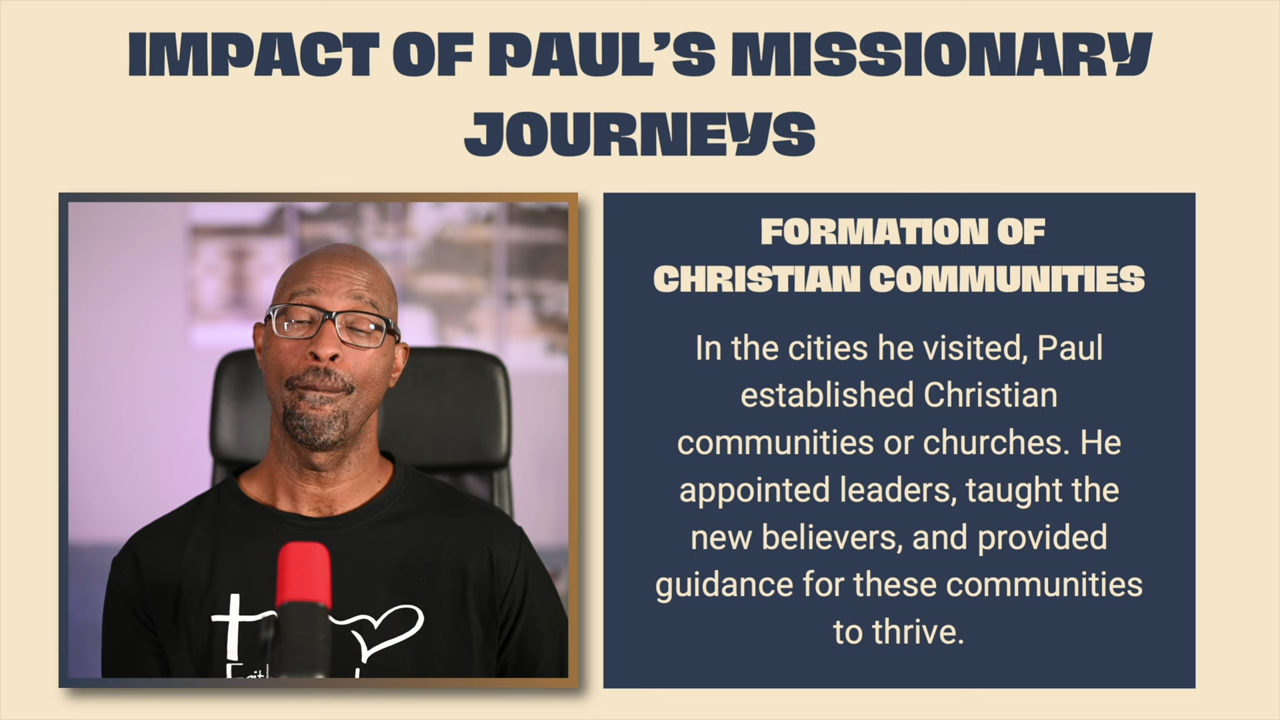 IMPACT OF PAUL’S MISSIONARY
JOURNEYS
FORMATION OF
CHRISTIAN COMMUNITIES
In the cities he visited, Paul
established Christian
communities or churches. He
appointed leaders, taught the
new believers, and provided
guidance for these communities
to thrive.